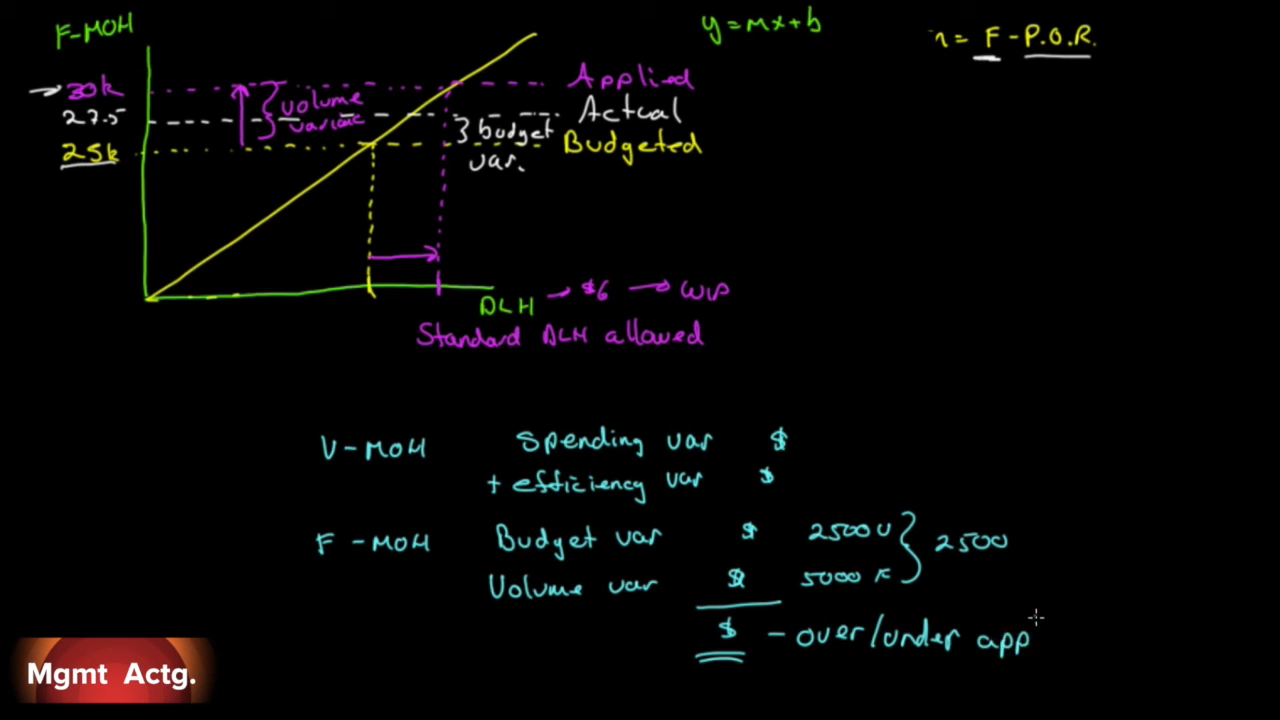 F-MOH
y=mx+b
= F-P.O.R.
30k
volume
variance
Applied
27.5
Actual
3 budget
var.
25k
Budgeted
DLH → $6 → WIP
Standard DLH allowed
V-MOH Spending var $
+ efficiency var $
F-MOH Budget var $ 2500 U
2500
Volume var $ 5000 F
$ - over/under app
Mgmt Actg.